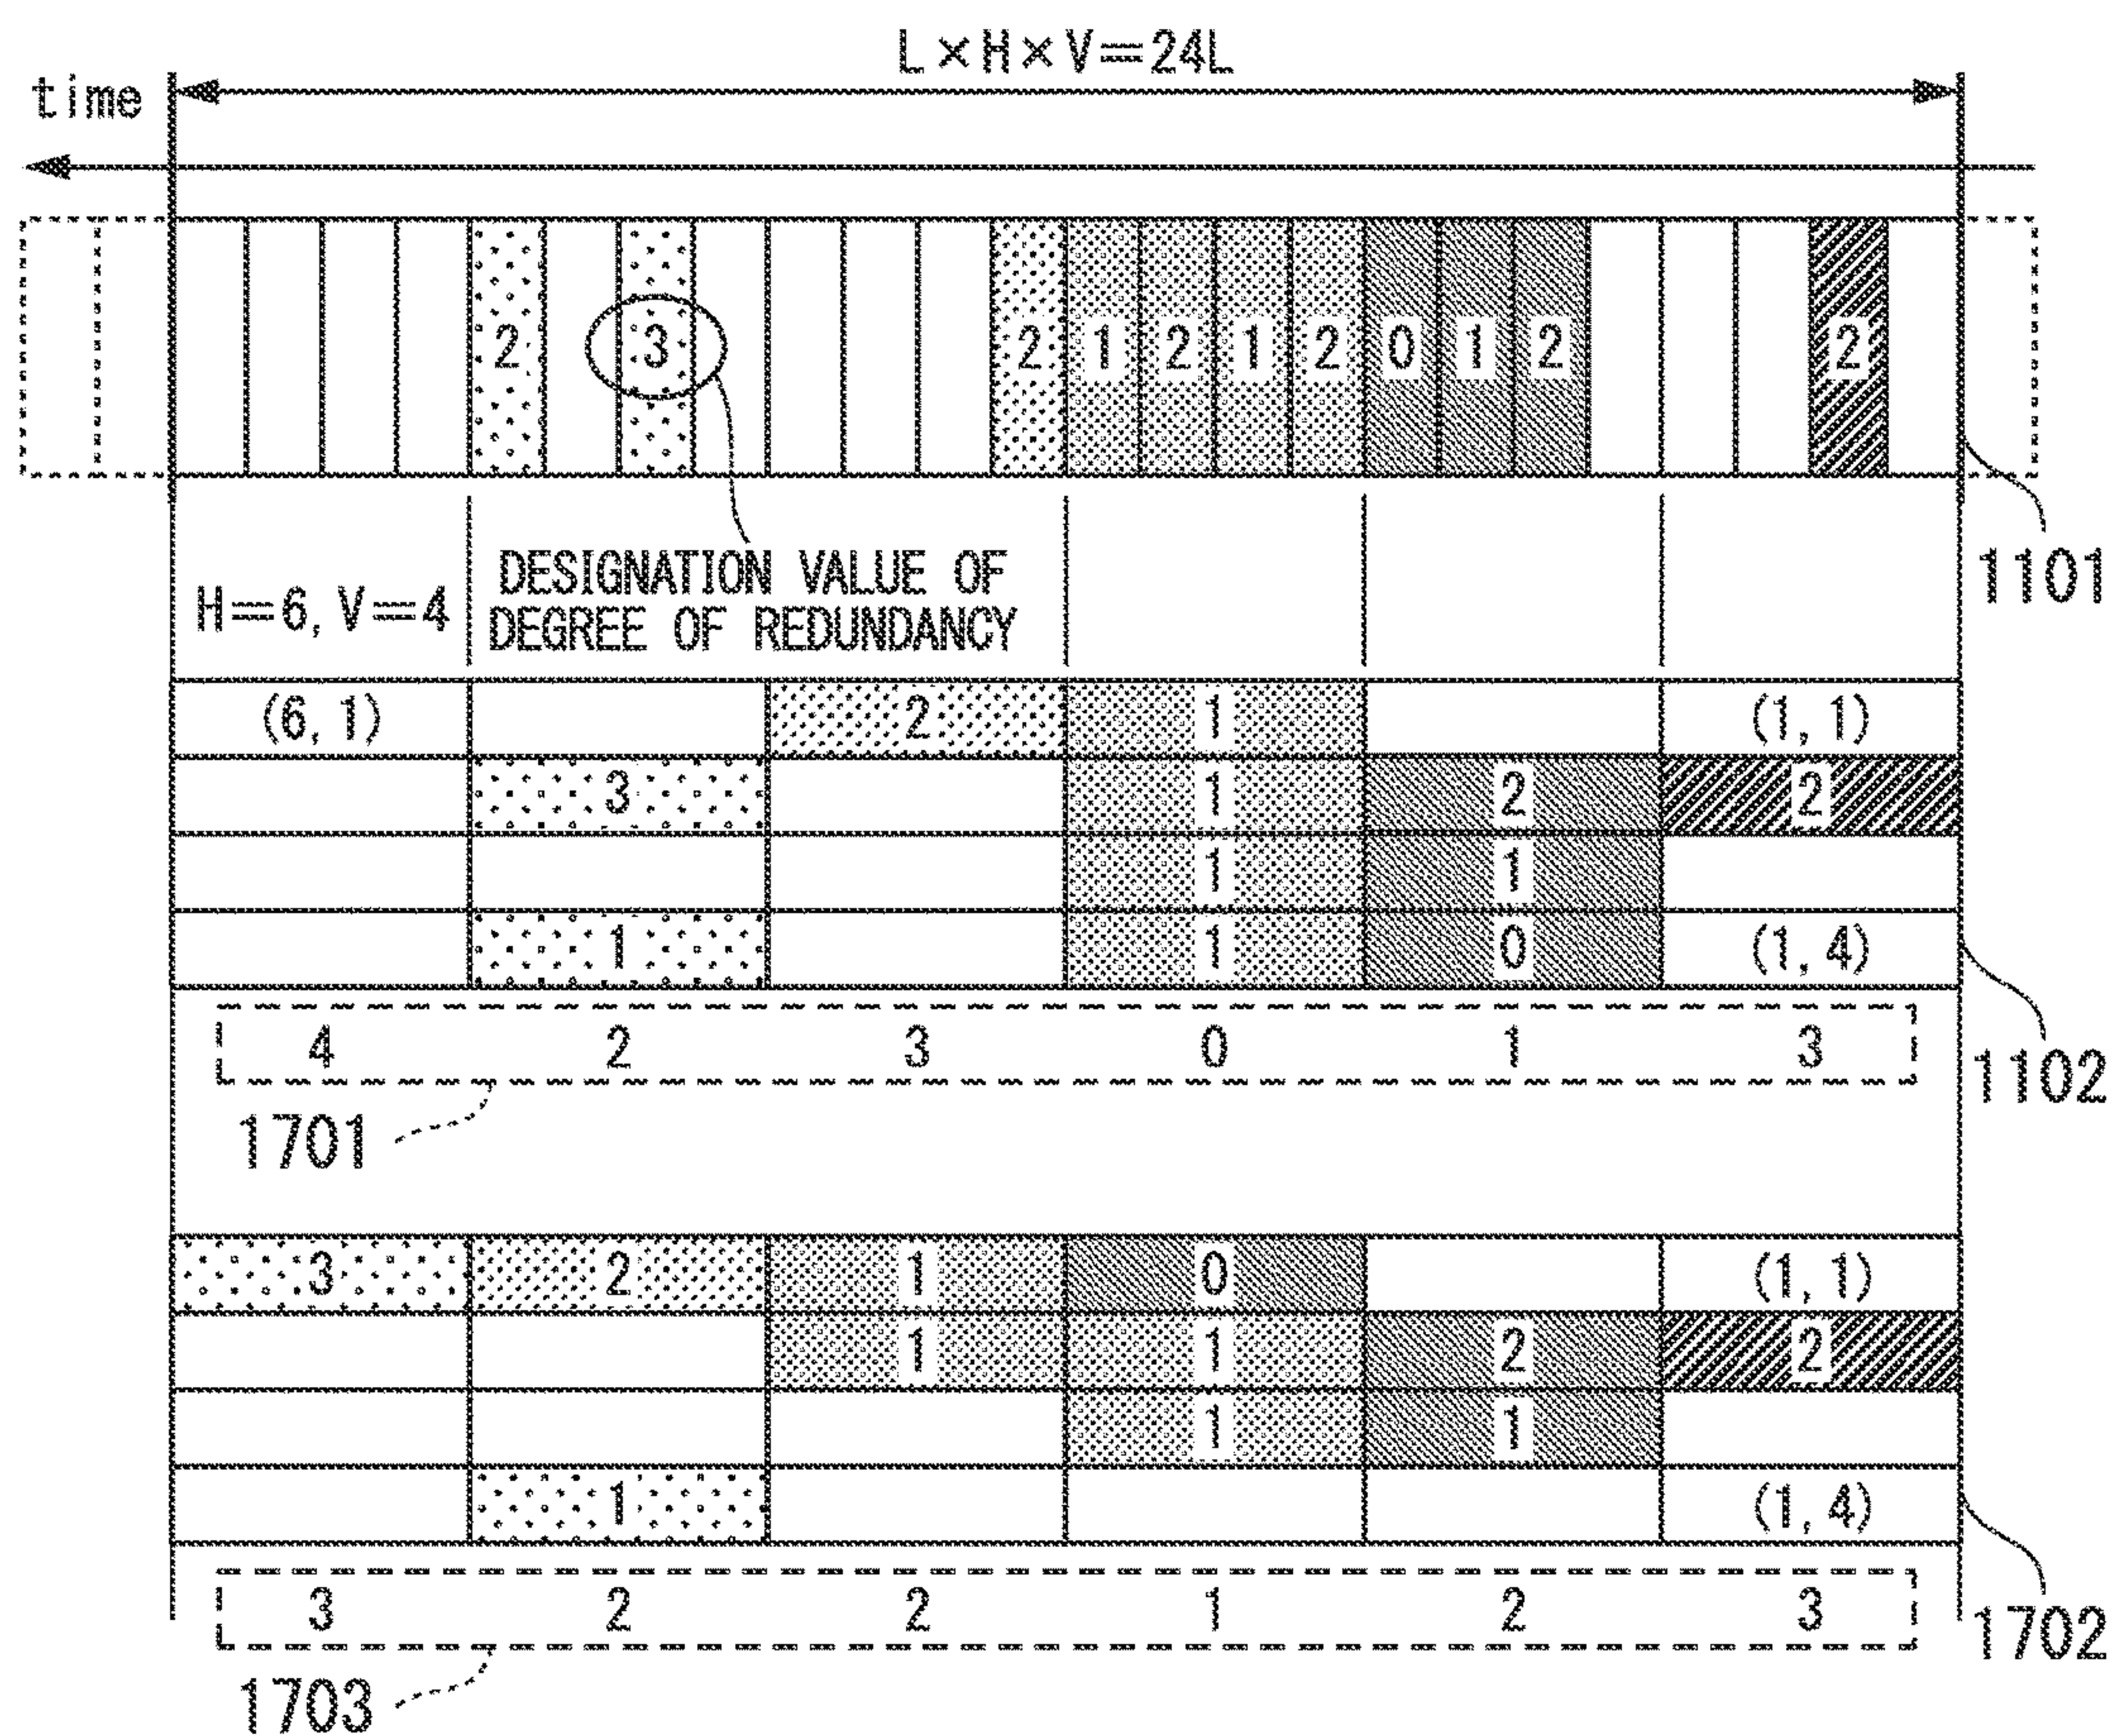 L×H×V=24L
time
2 3 2 1 2 1 2 0 1 2 2
1101
H=6, V=4
DESIGNATION VALUE OF
DEGREE OF REDUNDANCY
(6, 1) 2 1 (1, 1)
3 1 2 2
1 1
1 1 0 (1, 4)
1102
4 2 3 0 1 3
1701
3 2 1 0 (1, 1)
1 1 2 2
1 1
1 (1, 4)
1702
3 2 2 1 2 3
1703